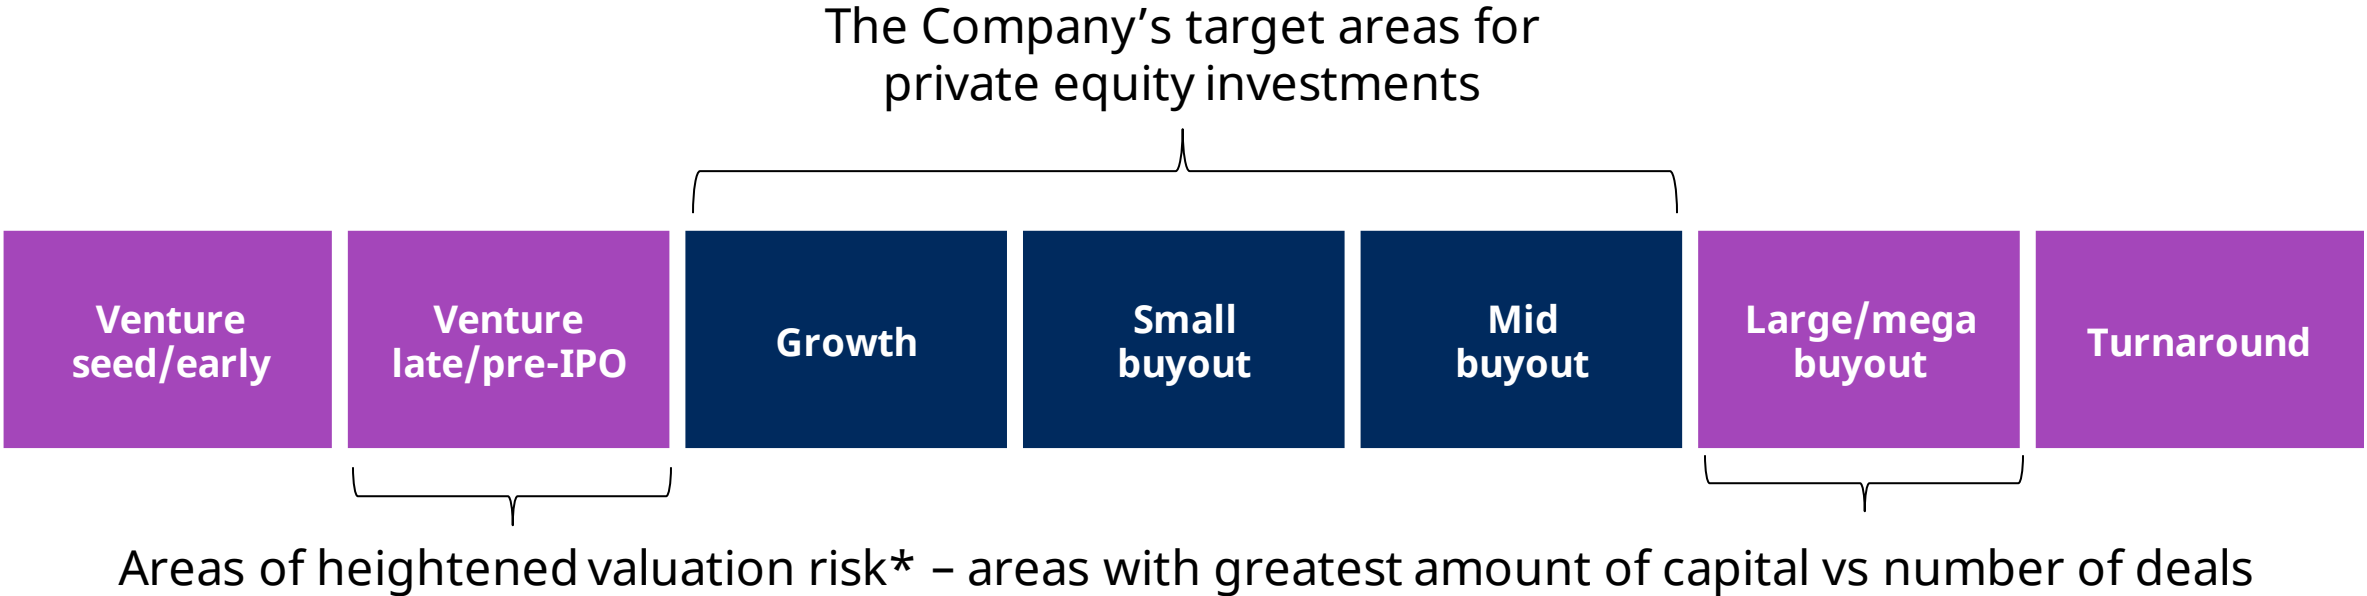 The Company’s target areas for
private equity investments
Venture
seed/early
Venture
late/pre-IPO
Growth
Small
buyout
Mid
buyout
Large/mega
buyout
Turnaround
Areas of heightened valuation risk* – areas with greatest amount of capital vs number of deals